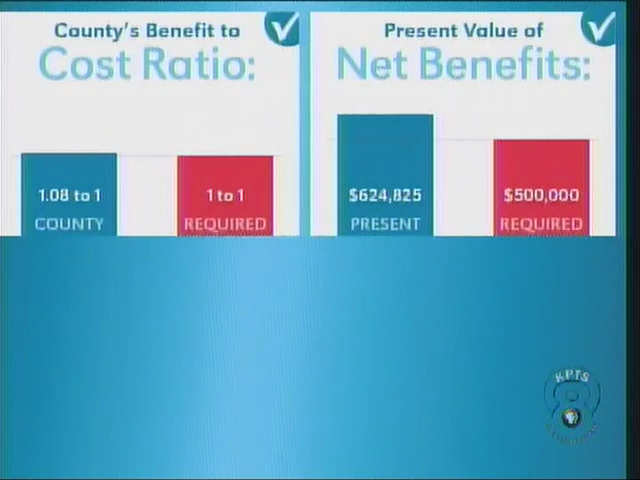 County's Benefit to
Cost Ratio:
1.08 to 1
COUNTY
1 to 1
REQUIRED
Present Value of
Net Benefits:
$624,825
PRESENT
$500,000
REQUIRED
KPTS
8